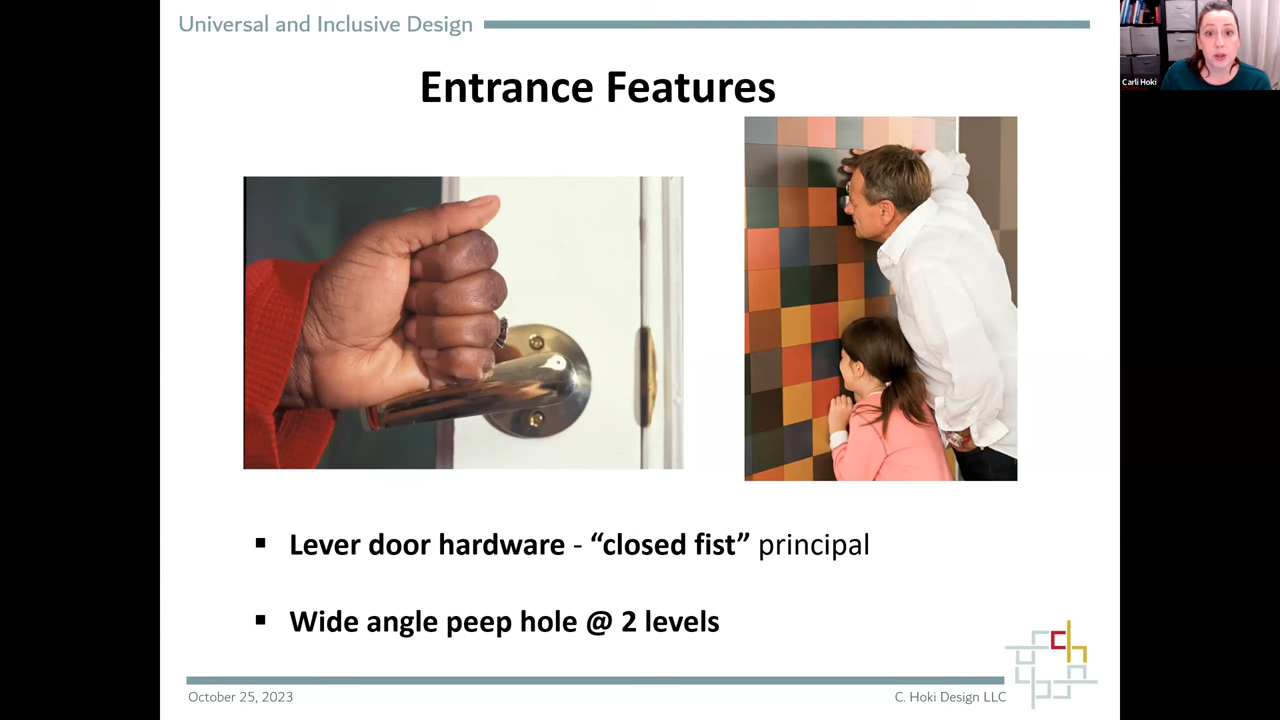 Universal and Inclusive Design
Carli Hoki
Entrance Features
▪ Lever door hardware - “closed fist” principal
▪ Wide angle peep hole @ 2 levels
ch
October 25, 2023
C. Hoki Design LLC